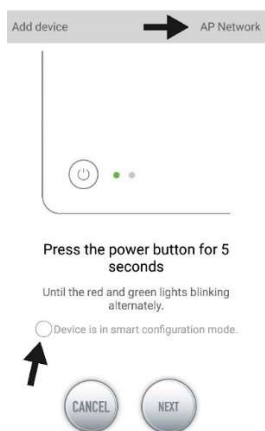 Add device AP Network
Press the power button for 5
seconds
Until the red and green lights blinking
alternately.
Device is in smart configuration mode.
CANCEL NEXT